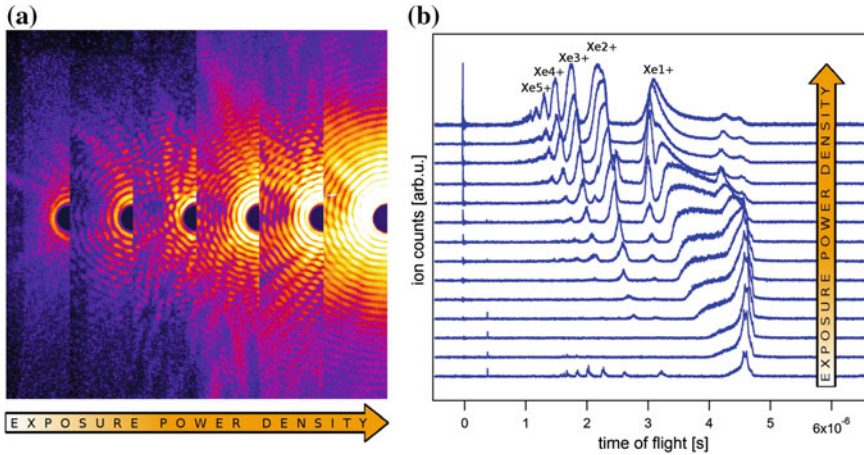 (a)
EXPOSURE POWER DENSITY
(b)
Xe5+
Xe4+
Xe3+
Xe2+
Xe1+
ion counts [arb.u.]
EXPOSURE POWER DENSITY
0 1 2 3 4 5 6x10⁻⁶
time of flight [s]